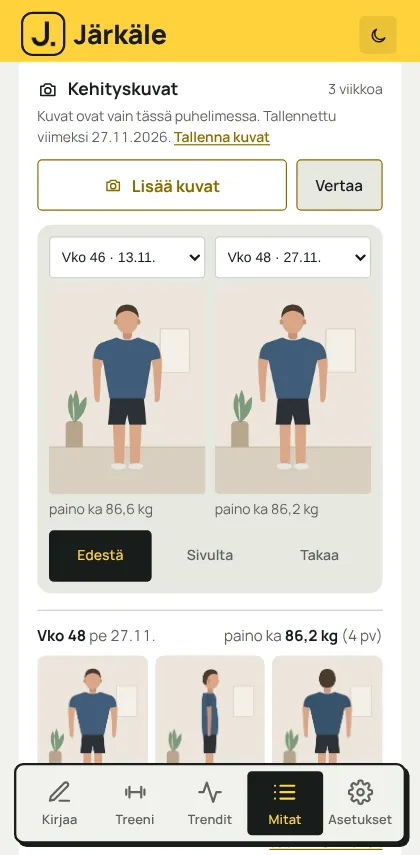 J. Järkäle
Kehityskuvat 3 viikkoa
Kuvat ovat vain tässä puhelimessa. Tallennettu
viimeksi 27.11.2026. Tallenna kuvat
Lisää kuvat Vertaa
Vko 46 · 13.11. Vko 48 · 27.11.
paino ka 86,6 kg paino ka 86,2 kg
Edestä Sivulta Takaa
Vko 48 pe 27.11. paino ka 86,2 kg (4 pv)
Kirjaa Treeni Trendit Mitat Asetukset